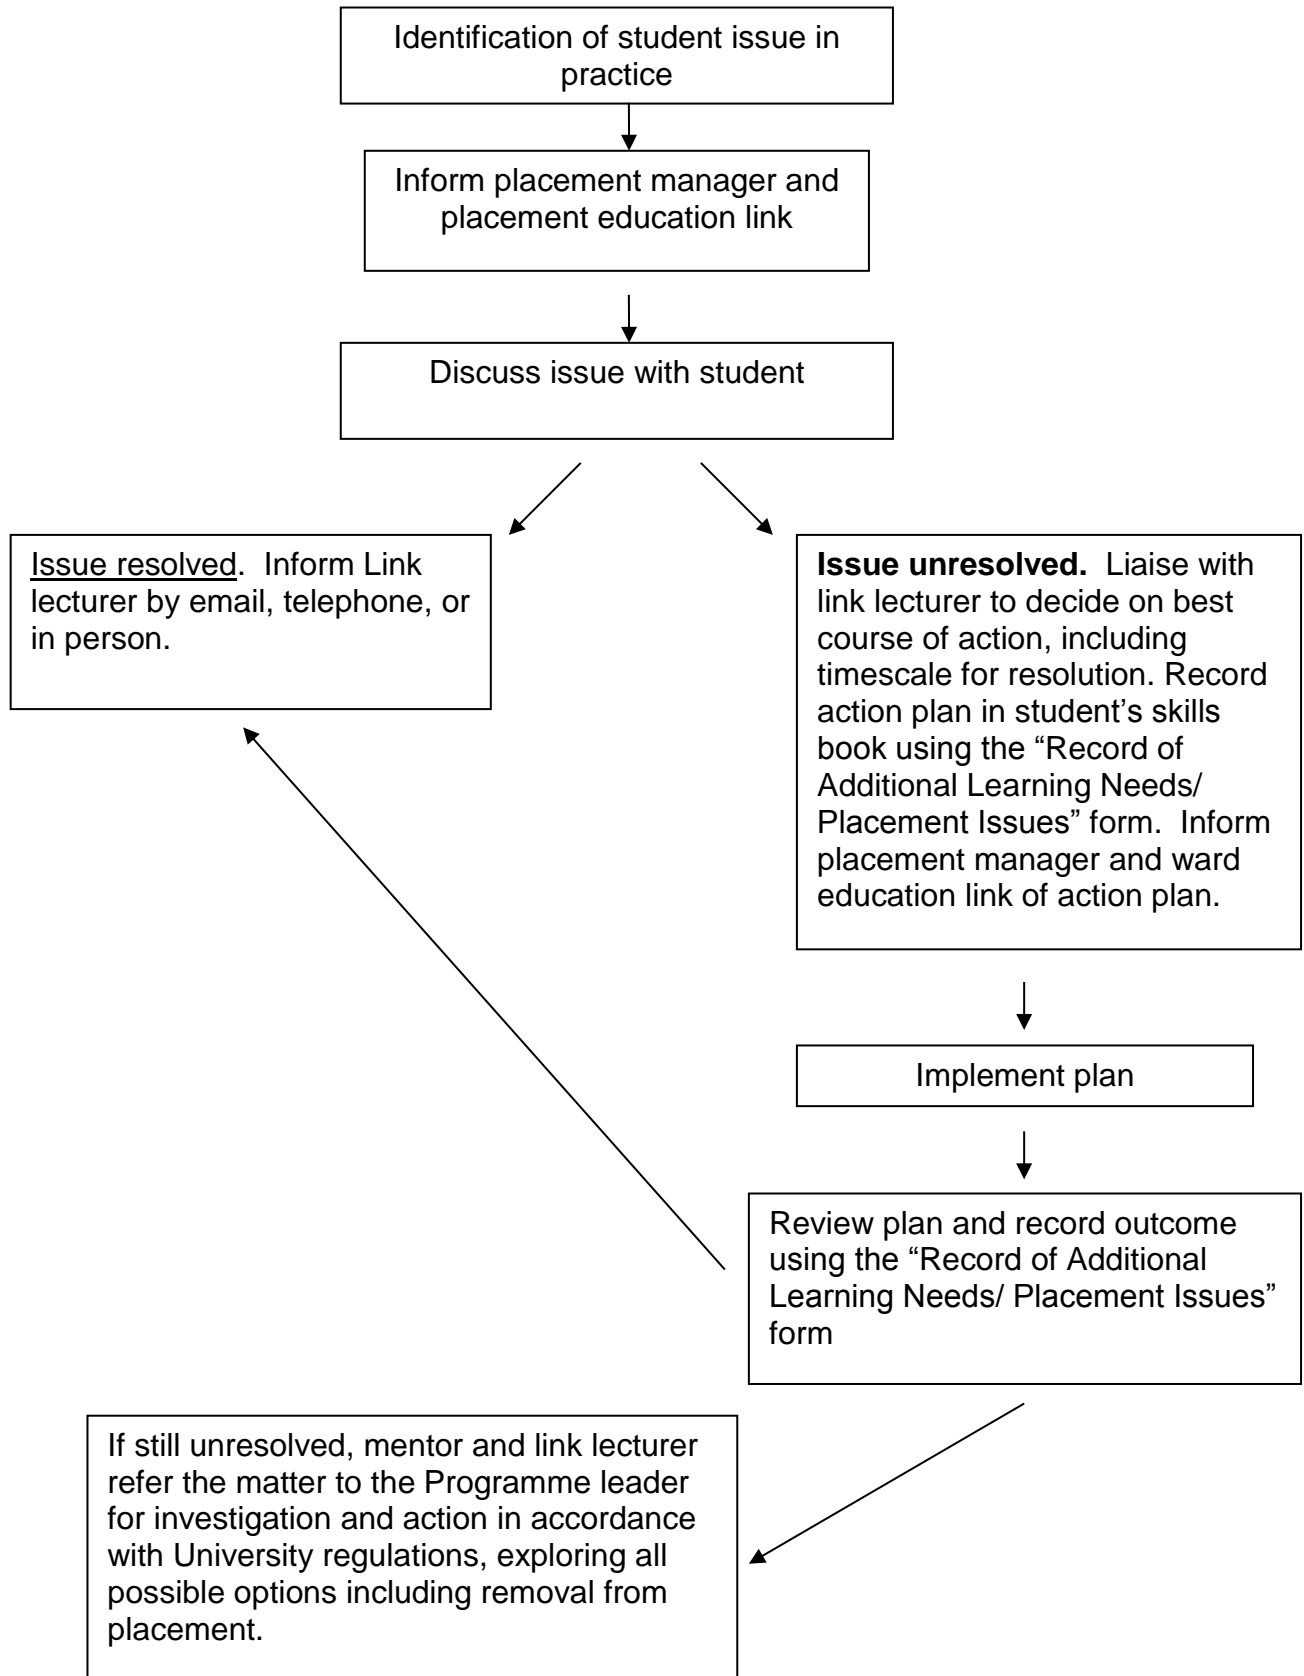 Identification of student issue in
practice
Inform placement manager and
placement education link
Discuss issue with student
Issue resolved.  Inform Link
lecturer by email, telephone, or
in person.
Issue unresolved.  Liaise with
link lecturer to decide on best
course of action, including
timescale for resolution. Record
action plan in student’s skills
book using the “Record of
Additional Learning Needs/
Placement Issues” form.  Inform
placement manager and ward
education link of action plan.
Implement plan
Review plan and record outcome
using the “Record of Additional
Learning Needs/ Placement Issues”
form
If still unresolved, mentor and link lecturer
refer the matter to the Programme leader
for investigation and action in accordance
with University regulations, exploring all
possible options including removal from
placement.